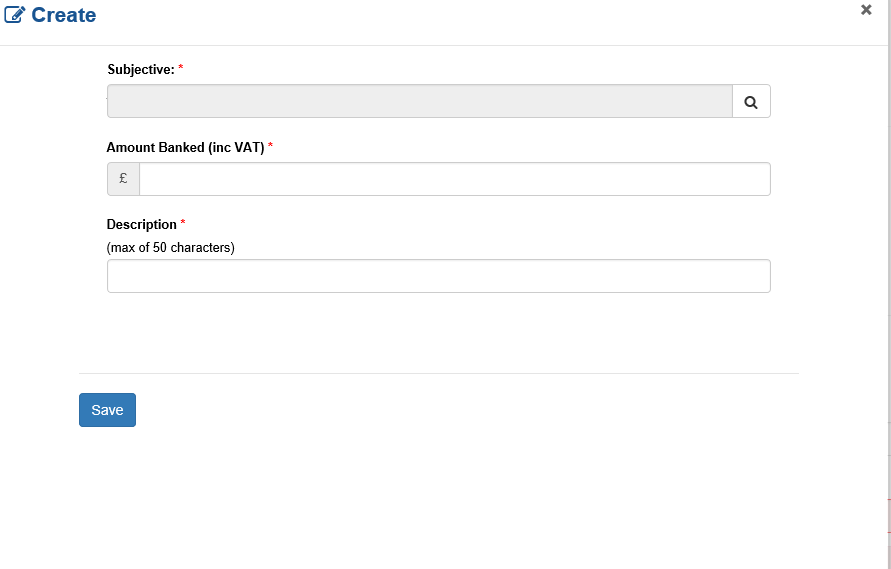 Create
Subjective: *
Amount Banked (inc VAT) *
£
Description *
(max of 50 characters)
Save